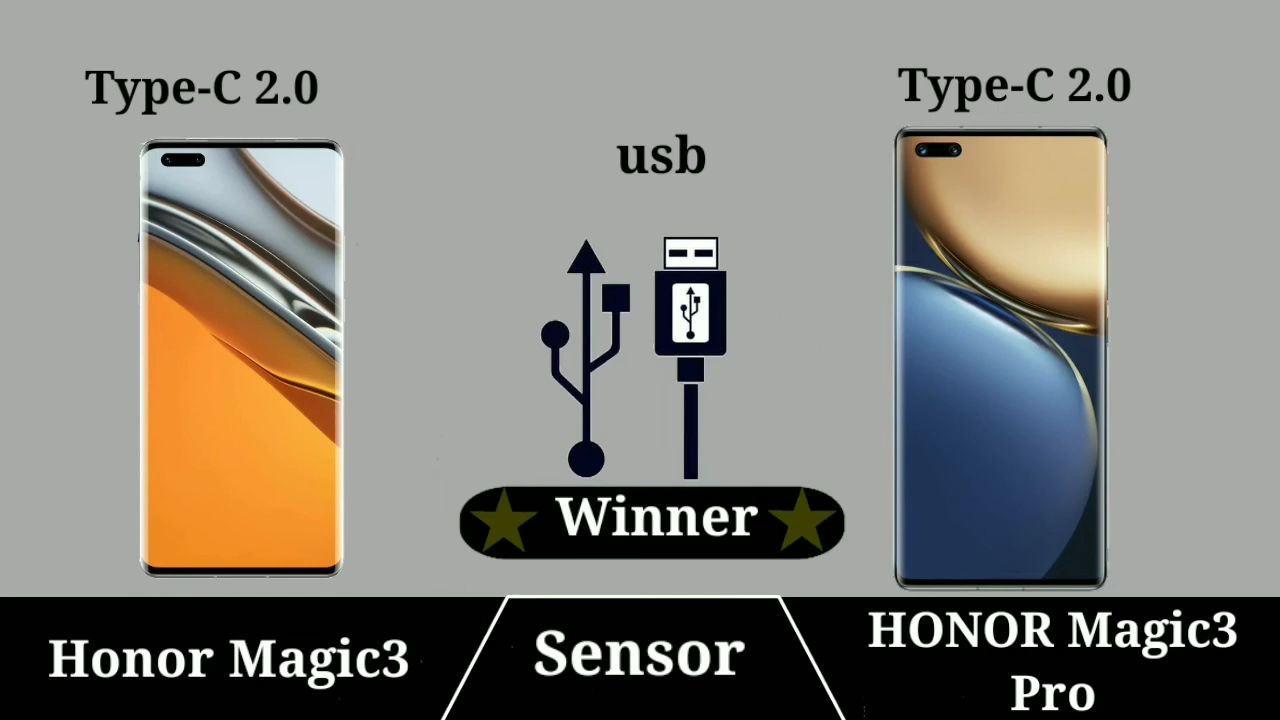 Type-C 2.0
Type-C 2.0
usb
Winner
Honor Magic3
Sensor
HONOR Magic3
Pro